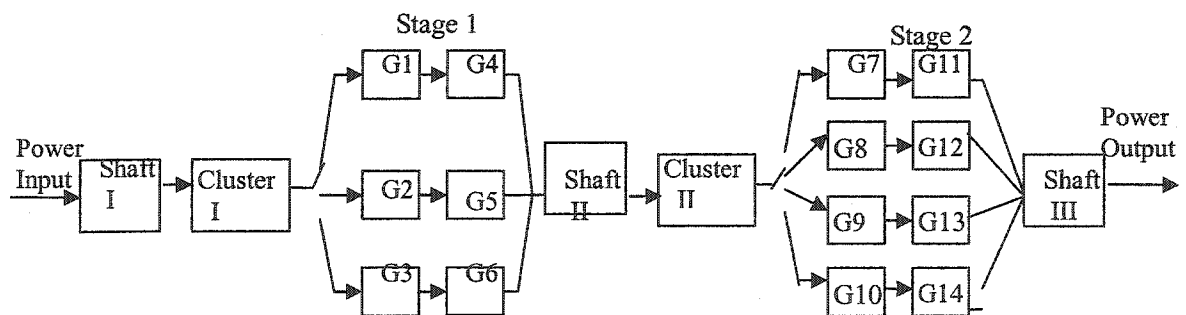 Stage 1
Stage 2
G1 G4
G7 G11
Power
Input
Shaft
I
Cluster
I
G2 G5
G3 G6
Shaft
II
Cluster
II
G8 G12
G9 G13
G10 G14
Shaft
III
Power
Output